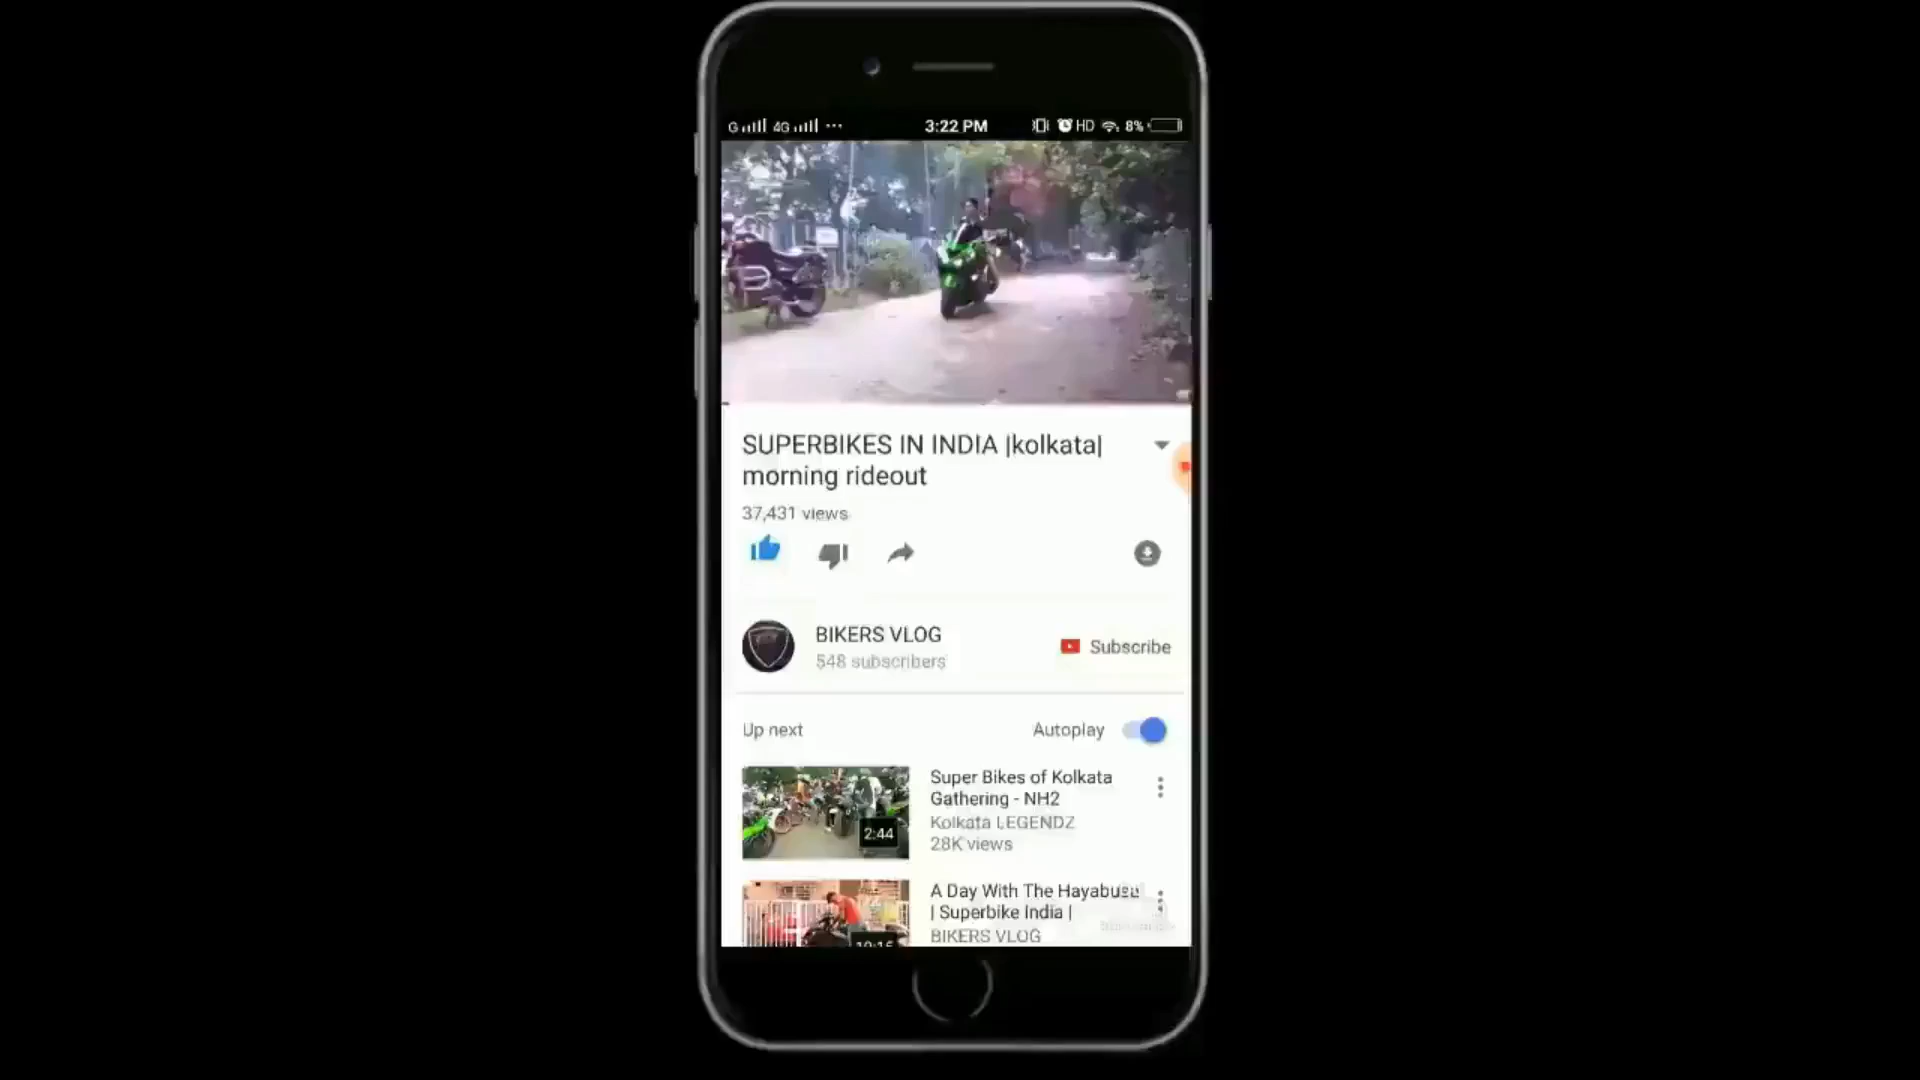 G 4G ... 3:22 PM HD 8%
SUPERBIKES IN INDIA |kolkata|
morning rideout
37,431 views
BIKERS VLOG
548 subscribers
Subscribe
Up next
Autoplay
Super Bikes of Kolkata
Gathering - NH2
Kolkata LEGENDZ
28K views
2:44
A Day With The Hayabusa
| Superbike India |
BIKERS VLOG
10:15